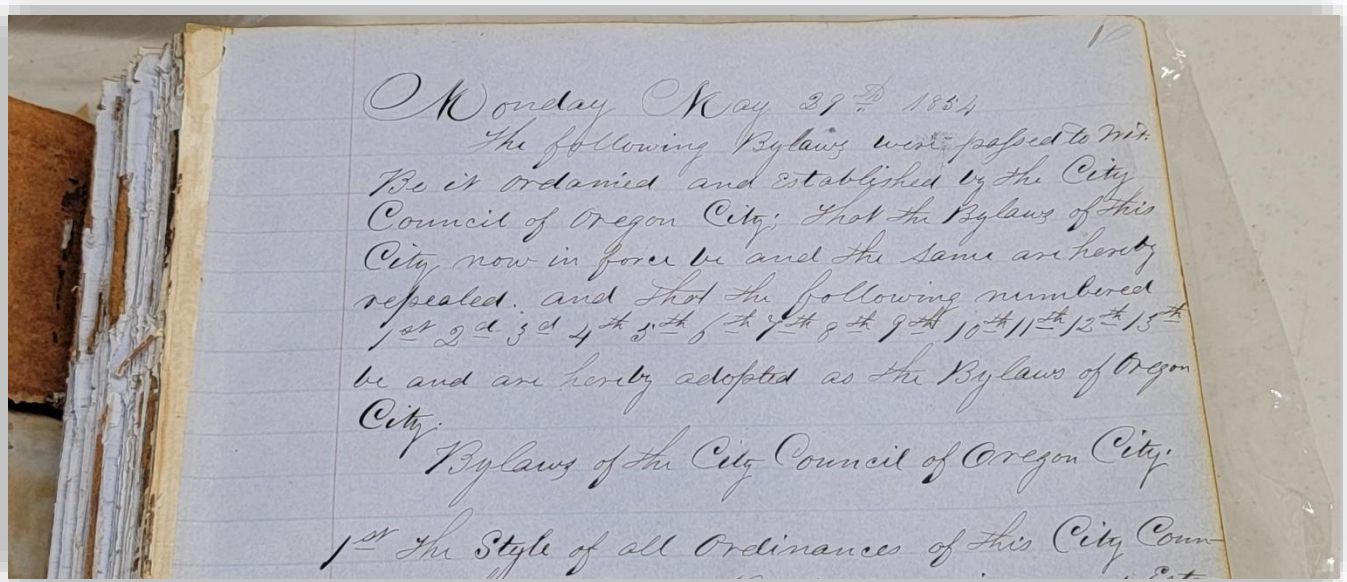 1
Monday May 29th 1854
The following Bylaws were passed to wit.
Be it ordanied and Established by the City
Council of Oregon City; That the Bylaws of this
City now in force be and the same are hereby
repealed. and that the following numbered
1st 2d 3d 4th 5th 6th 7th 8th 9th 10th 11th 12th 13th
be and are hereby adopted as the Bylaws of Oregon
City.
Bylaws of the City Council of Oregon City.
1st The Style of all Ordinances of this City Coun-